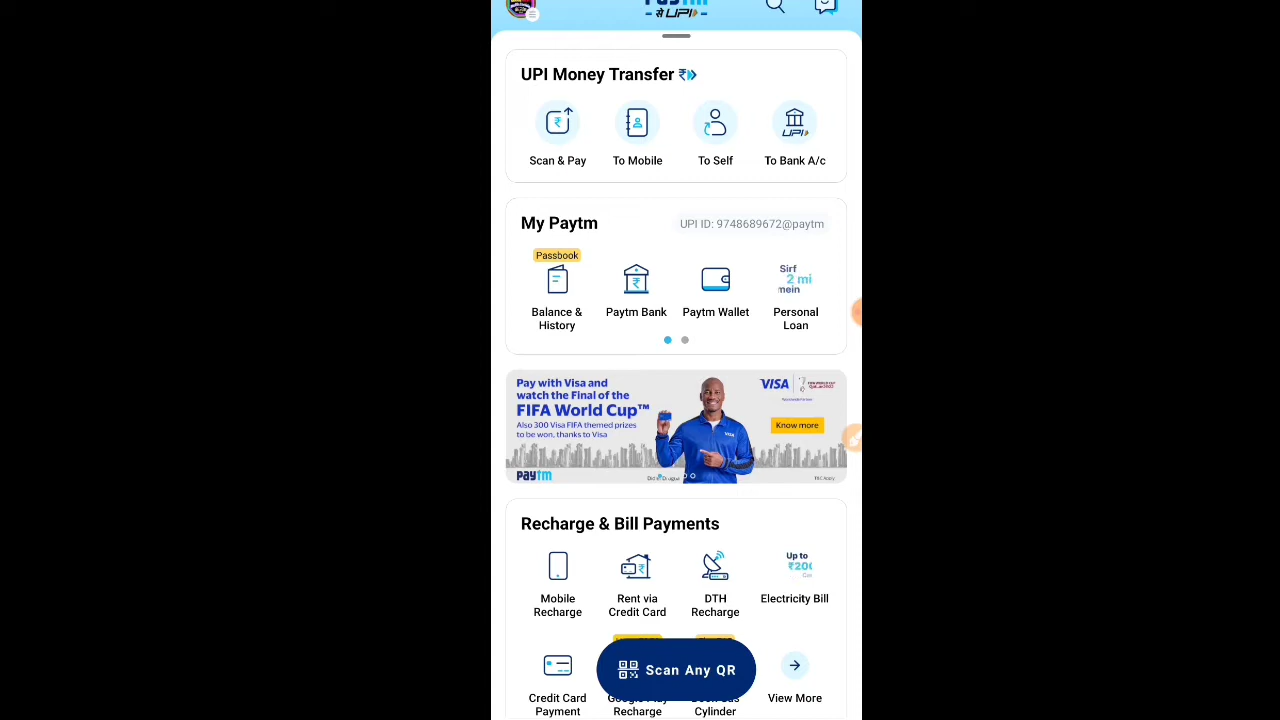 से UPI
UPI Money Transfer
Scan & Pay
To Mobile
To Self
UPI
To Bank A/c
My Paytm
UPI ID: 9748689672@paytm
Passbook
Balance &
History
Paytm Bank
Paytm Wallet
Sirf
2 mi
mein
Personal
Loan
Pay with Visa and
watch the Final of the
FIFA World Cup™
Also 300 Visa FIFA themed prizes
to be won, thanks to Visa
paytm
VISA
Know more
T&C Apply
Recharge & Bill Payments
Mobile
Recharge
Rent via
Credit Card
DTH
Recharge
Up to
₹200
Electricity Bill
Credit Card
Payment
Recharge
Cylinder
Scan Any QR
View More